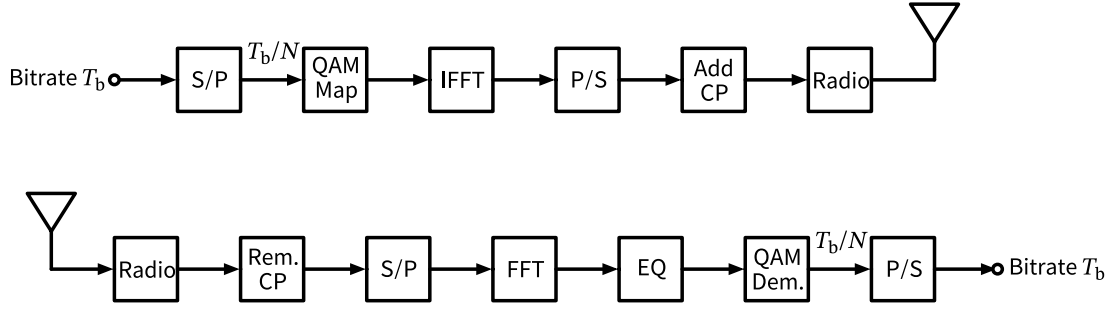 Bitrate T_b
S/P
T_b/N
QAM
Map
IFFT
P/S
Add
CP
Radio
Radio
Rem.
CP
S/P
FFT
EQ
QAM
Dem.
T_b/N
P/S
Bitrate T_b